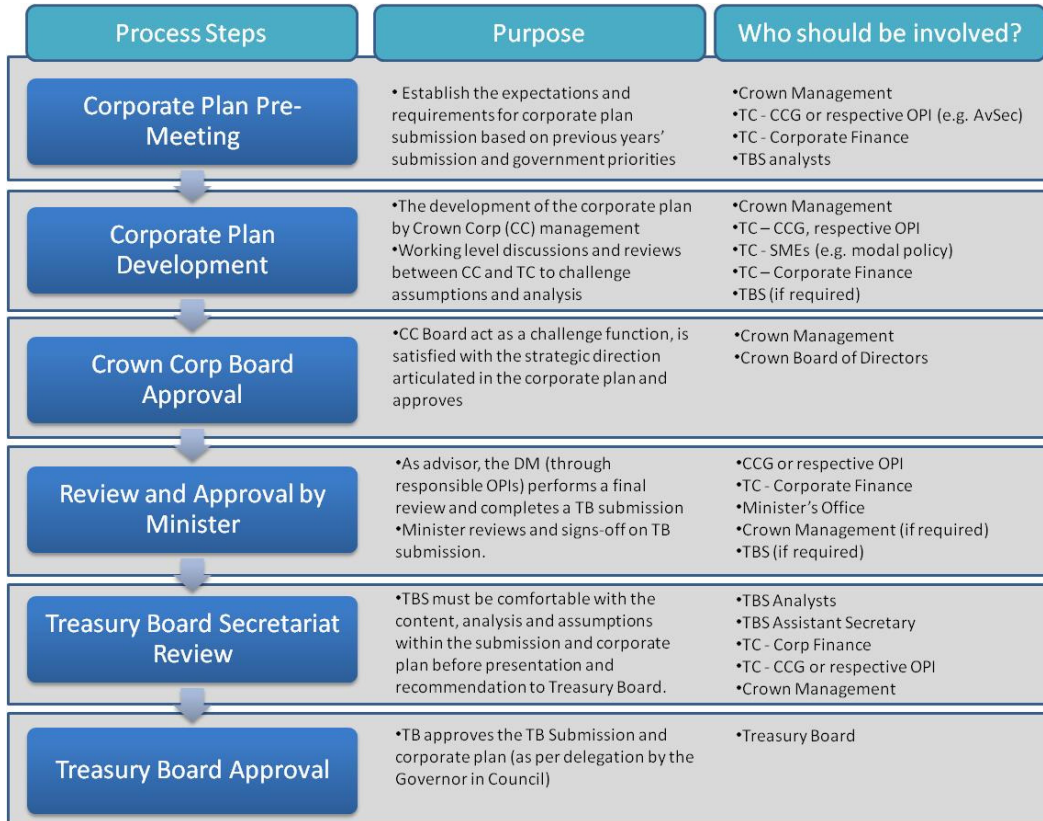 Process Steps
Purpose
Who should be involved?
Corporate Plan Pre-
Meeting
• Establish the expectations and
requirements for corporate plan
submission based on previous years’
submission and government priorities
•Crown Management
•TC - CCG or respective OPI (e.g. AvSec)
•TC - Corporate Finance
•TBS analysts
Corporate Plan
Development
•The development of the corporate plan
by Crown Corp (CC) management
•Working level discussions and reviews
between CC and TC to challenge
assumptions and analysis
•Crown Management
•TC – CCG, respective OPI
•TC - SMEs (e.g. modal policy)
•TC – Corporate Finance
•TBS (if required)
Crown Corp Board
Approval
•CC Board act as a challenge function, is
satisfied with the strategic direction
articulated in the corporate plan and
approves
•Crown Management
•Crown Board of Directors
Review and Approval by
Minister
•As advisor, the DM (through
responsible OPIs) performs a final
review and completes a TB submission
•Minister reviews and signs-off on TB
submission.
•CCG or respective OPI
•TC - Corporate Finance
•Minister’s Office
•Crown Management (if required)
•TBS (if required)
Treasury Board Secretariat
Review
•TBS must be comfortable with the
content, analysis and assumptions
within the submission and corporate
plan before presentation and
recommendation to Treasury Board.
•TBS Analysts
•TBS Assistant Secretary
•TC - Corp Finance
•TC - CCG or respective OPI
•Crown Management
Treasury Board Approval
•TB approves the TB Submission and
corporate plan (as per delegation by the
Governor in Council)
•Treasury Board